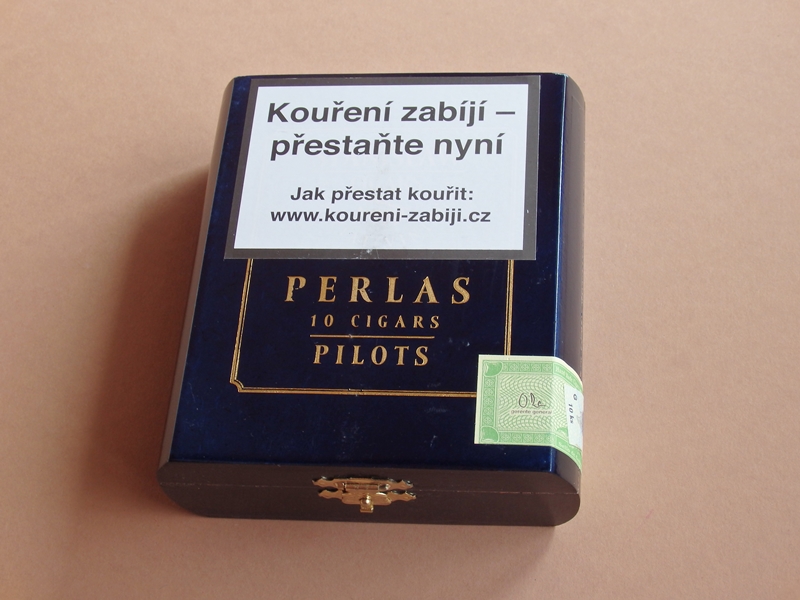 Kouření zabíjí –
přestaňte nyní
Jak přestat kouřit:
www.koureni-zabiji.cz
PERLAS
10 CIGARS
PILOTS